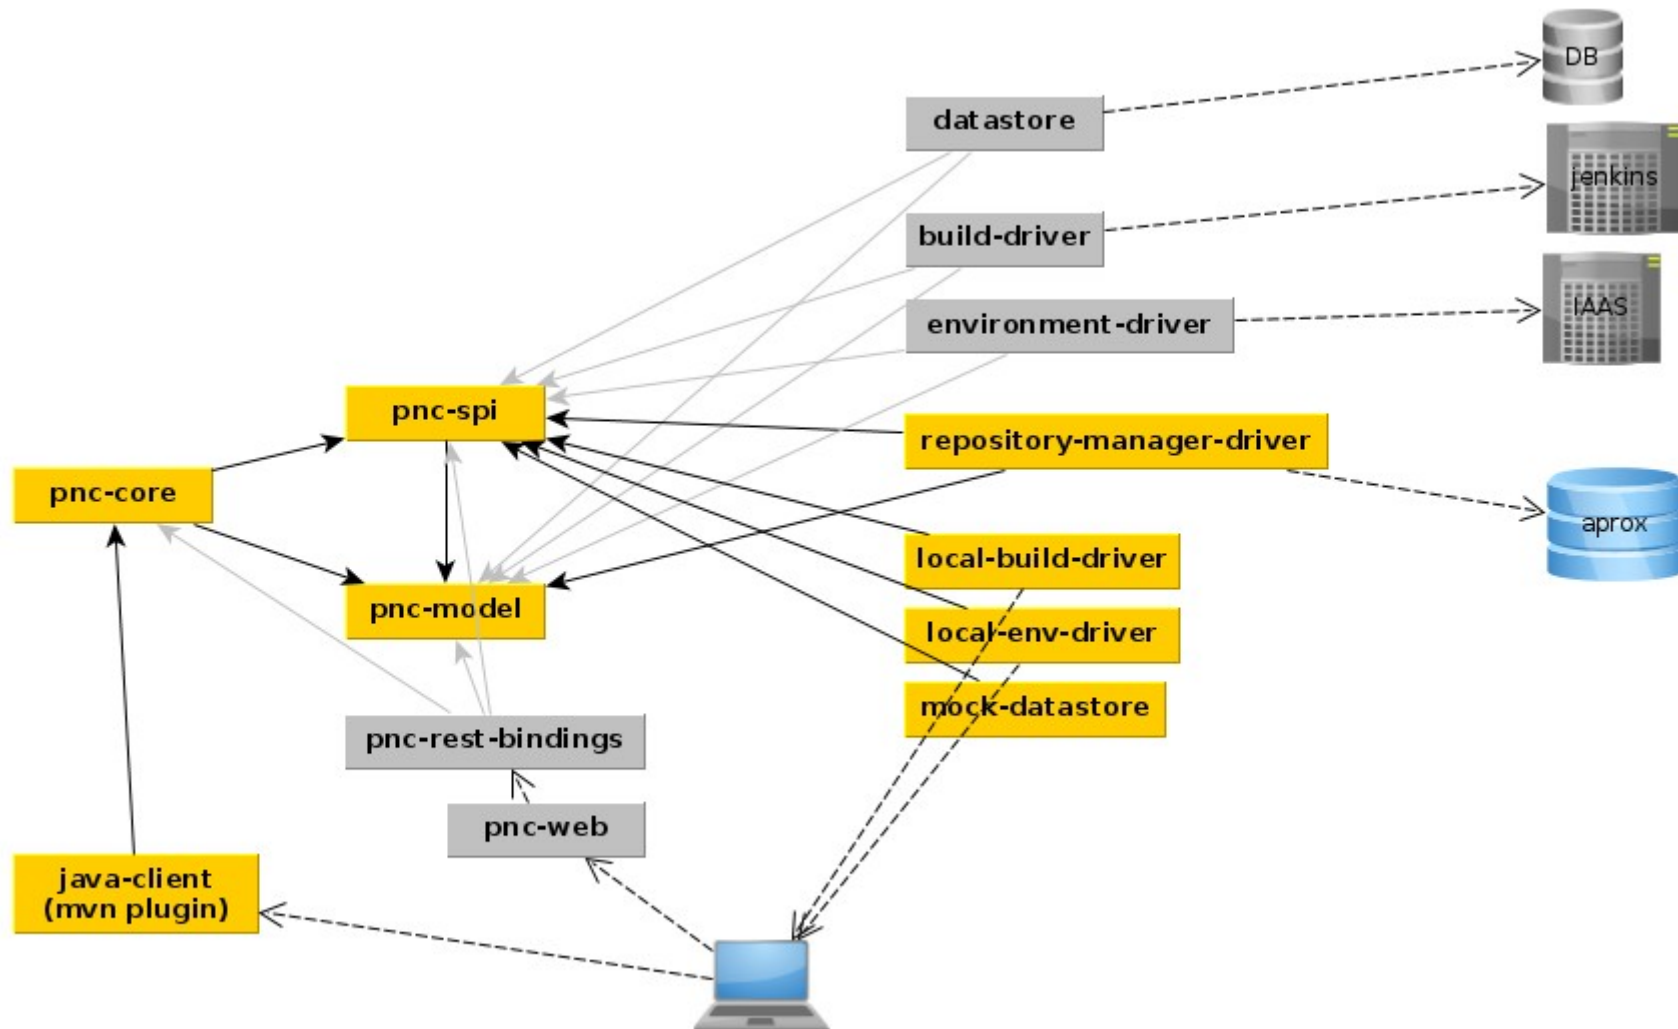 DB
datastore
jenkins
build-driver
IAAS
environment-driver
pnc-spi
repository-manager-driver
pnc-core
aprox
local-build-driver
pnc-model
local-env-driver
mock-datastore
pnc-rest-bindings
pnc-web
java-client
(mvn plugin)